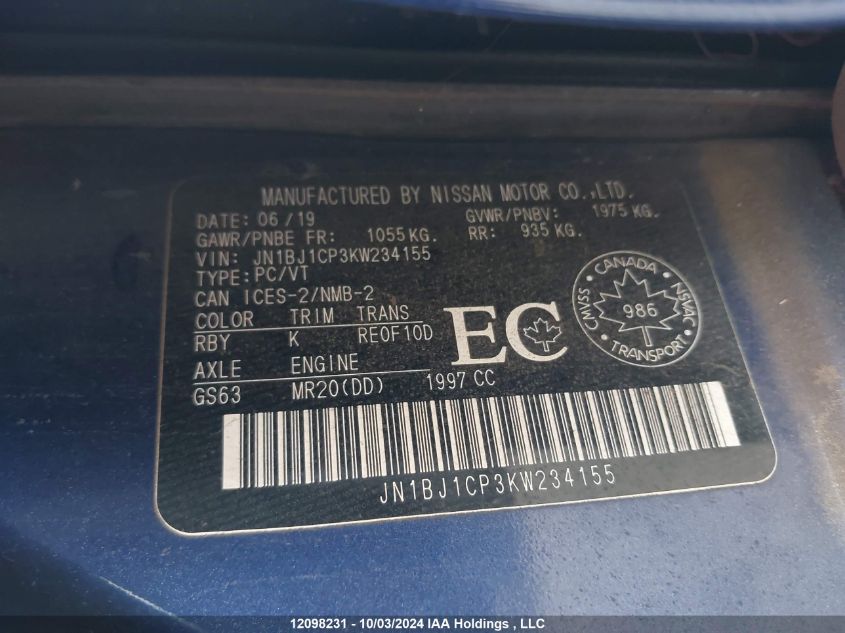 MANUFACTURED BY NISSAN MOTOR CO.,LTD.
DATE: 06 /19 GVWR/PNBV: 1975 KG.
GAWR/PNBE FR: 1055 KG. RR: 935 KG.
VIN: JN1BJ1CP3KW234155
TYPE: PC/VT
CAN ICES-2/NMB-2
COLOR TRIM TRANS
RBY K RE0F10D
AXLE ENGINE
GS63 MR20(DD) 1997 CC
EC
CANADA
CMVSS 986 NSVAC
TRANSPORT
JN1BJ1CP3KW234155
12098231 - 10/03/2024 IAA Holdings , LLC